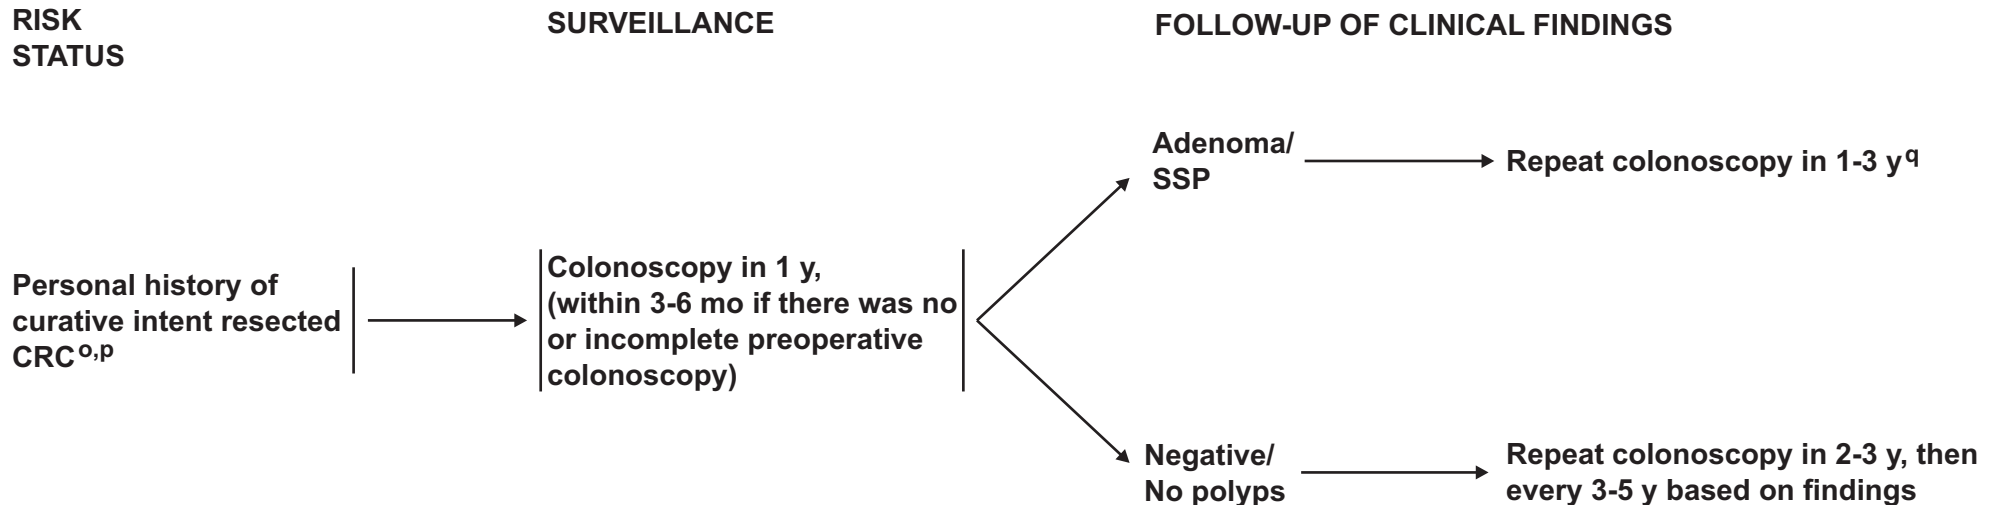 RISK
STATUS
SURVEILLANCE
FOLLOW-UP OF CLINICAL FINDINGS
Personal history of
curative intent resected
CRCo,p
Colonoscopy in 1 y,
(within 3-6 mo if there was no
or incomplete preoperative
colonoscopy)
Adenoma/
SSP
Repeat colonoscopy in 1-3 yq
Negative/
No polyps
Repeat colonoscopy in 2-3 y, then
every 3-5 y based on findings